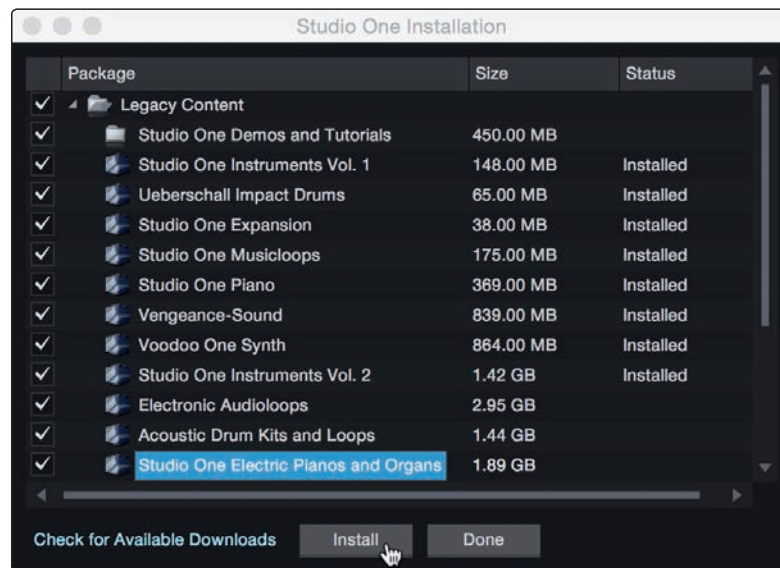 Studio One Installation
Package Size Status
Legacy Content
Studio One Demos and Tutorials 450.00 MB
Studio One Instruments Vol. 1 148.00 MB Installed
Ueberschall Impact Drums 65.00 MB Installed
Studio One Expansion 38.00 MB Installed
Studio One Musicloops 175.00 MB Installed
Studio One Piano 369.00 MB Installed
Vengeance-Sound 839.00 MB Installed
Voodoo One Synth 864.00 MB Installed
Studio One Instruments Vol. 2 1.42 GB Installed
Electronic Audioloops 2.95 GB
Acoustic Drum Kits and Loops 1.44 GB
Studio One Electric Pianos and Organs 1.89 GB
Check for Available Downloads Install Done